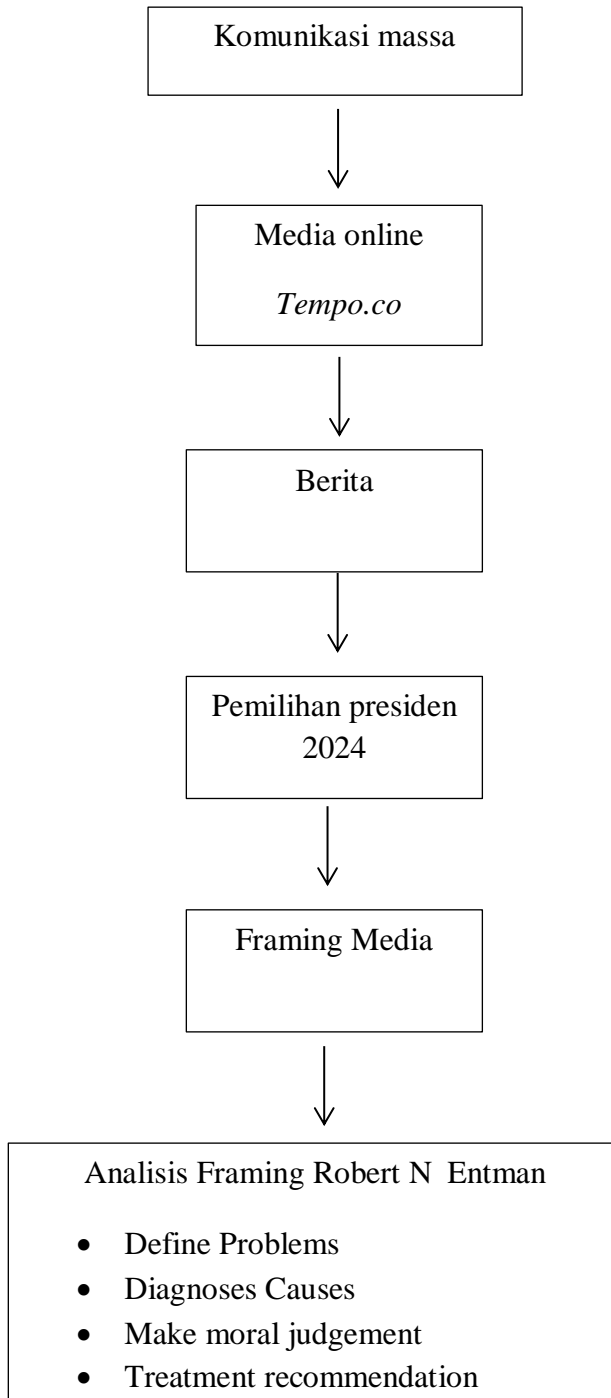 Komunikasi massa
Media online
Tempo.co
Berita
Pemilihan presiden
2024
Framing Media
Analisis Framing Robert N Entman
• Define Problems
• Diagnoses Causes
• Make moral judgement
• Treatment recommendation